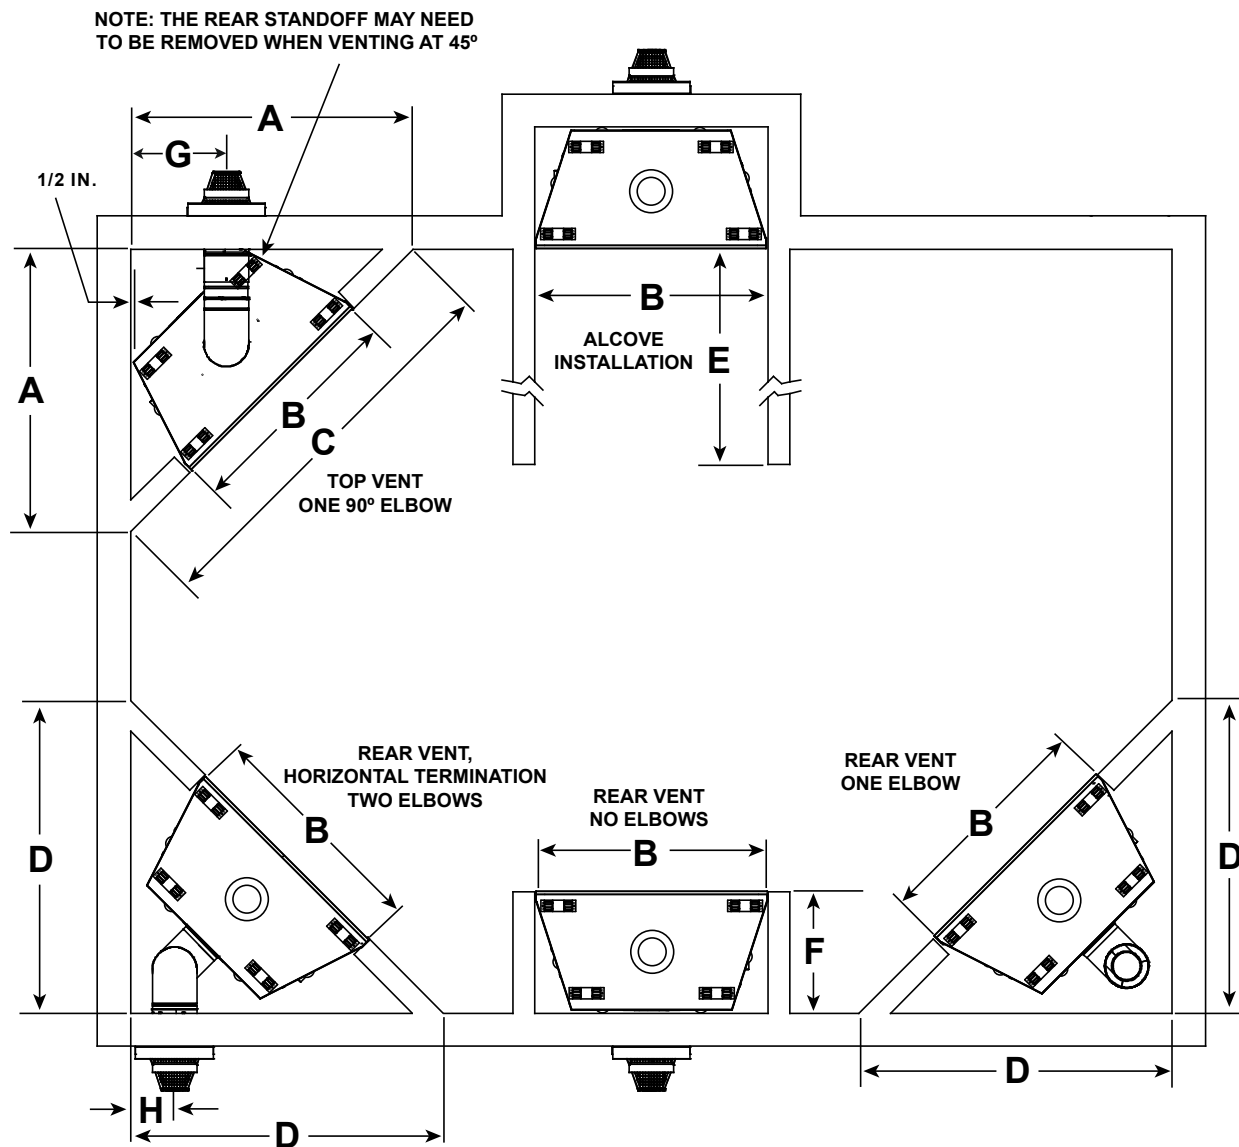 NOTE: THE REAR STANDOFF MAY NEED
TO BE REMOVED WHEN VENTING AT 45º
A
G
1/2 IN.
A
B
C
TOP VENT
ONE 90º ELBOW
B
ALCOVE
INSTALLATION
E
D
REAR VENT,
HORIZONTAL TERMINATION
TWO ELBOWS
B
H
D
REAR VENT
NO ELBOWS
B
F
REAR VENT
ONE ELBOW
B
D
D